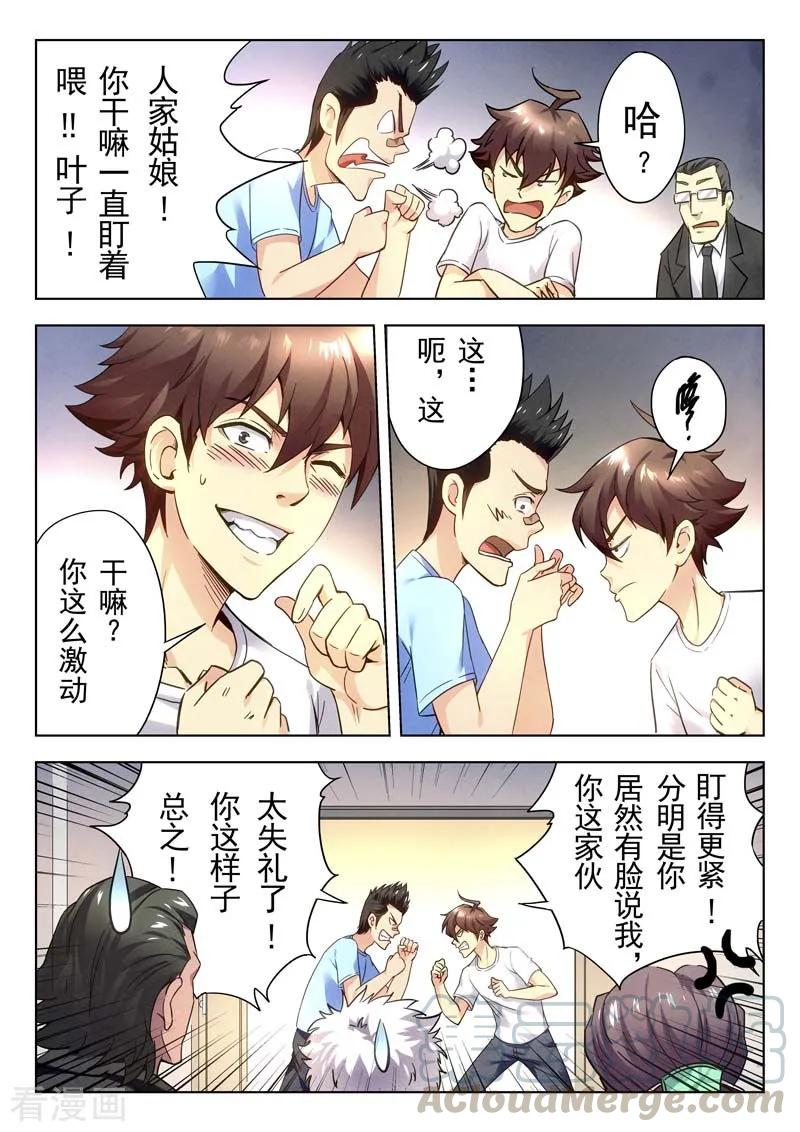 喂!!叶子!
你干嘛一直盯着
人家姑娘!
哈?
你这么激动
干嘛?
呃,这
这…
总之!
你这样子
太失礼了!
你这家伙
居然有脸说我,
分明是你
盯得更紧!
看漫画
AcloudMerge.com